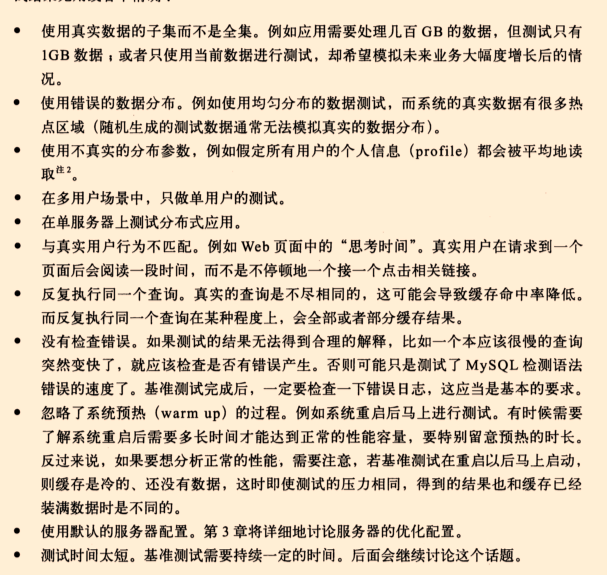 ● 使用真实数据的子集而不是全集。例如应用需要处理几百 GB 的数据，但测试只有
1GB 数据；或者只使用当前数据进行测试，却希望模拟未来业务大幅度增长后的情
况。
● 使用错误的数据分布。例如使用均匀分布的数据测试，而系统的真实数据有很多热
点区域（随机生成的测试数据通常无法模拟真实的数据分布）。
● 使用不真实的分布参数，例如假定所有用户的个人信息（profile）都会被平均地读
取注2。
● 在多用户场景中，只做单用户的测试。
● 在单服务器上测试分布式应用。
● 与真实用户行为不匹配。例如 Web 页面中的“思考时间”。真实用户在请求到一个
页面后会阅读一段时间，而不是不停顿地一个接一个点击相关链接。
● 反复执行同一个查询。真实的查询是不尽相同的，这可能会导致缓存命中率降低。
而反复执行同一个查询在某种程度上，会全部或者部分缓存结果。
● 没有检查错误。如果测试的结果无法得到合理的解释，比如一个本应该很慢的查询
突然变快了，就应该检查是否有错误产生。否则可能只是测试了 MySQL 检测语法
错误的速度了。基准测试完成后，一定要检查一下错误日志，这应当是基本的要求。
● 忽略了系统预热（warm up）的过程。例如系统重启后马上进行测试。有时候需要
了解系统重启后需要多长时间才能达到正常的性能容量，要特别留意预热的时长。
反过来说，如果要想分析正常的性能，需要注意，若基准测试在重启以后马上启动，
则缓存是冷的、还没有数据，这时即使测试的压力相同，得到的结果也和缓存已经
装满数据时是不同的。
● 使用默认的服务器配置。第 3 章将详细地讨论服务器的优化配置。
● 测试时间太短。基准测试需要持续一定的时间。后面会继续讨论这个话题。